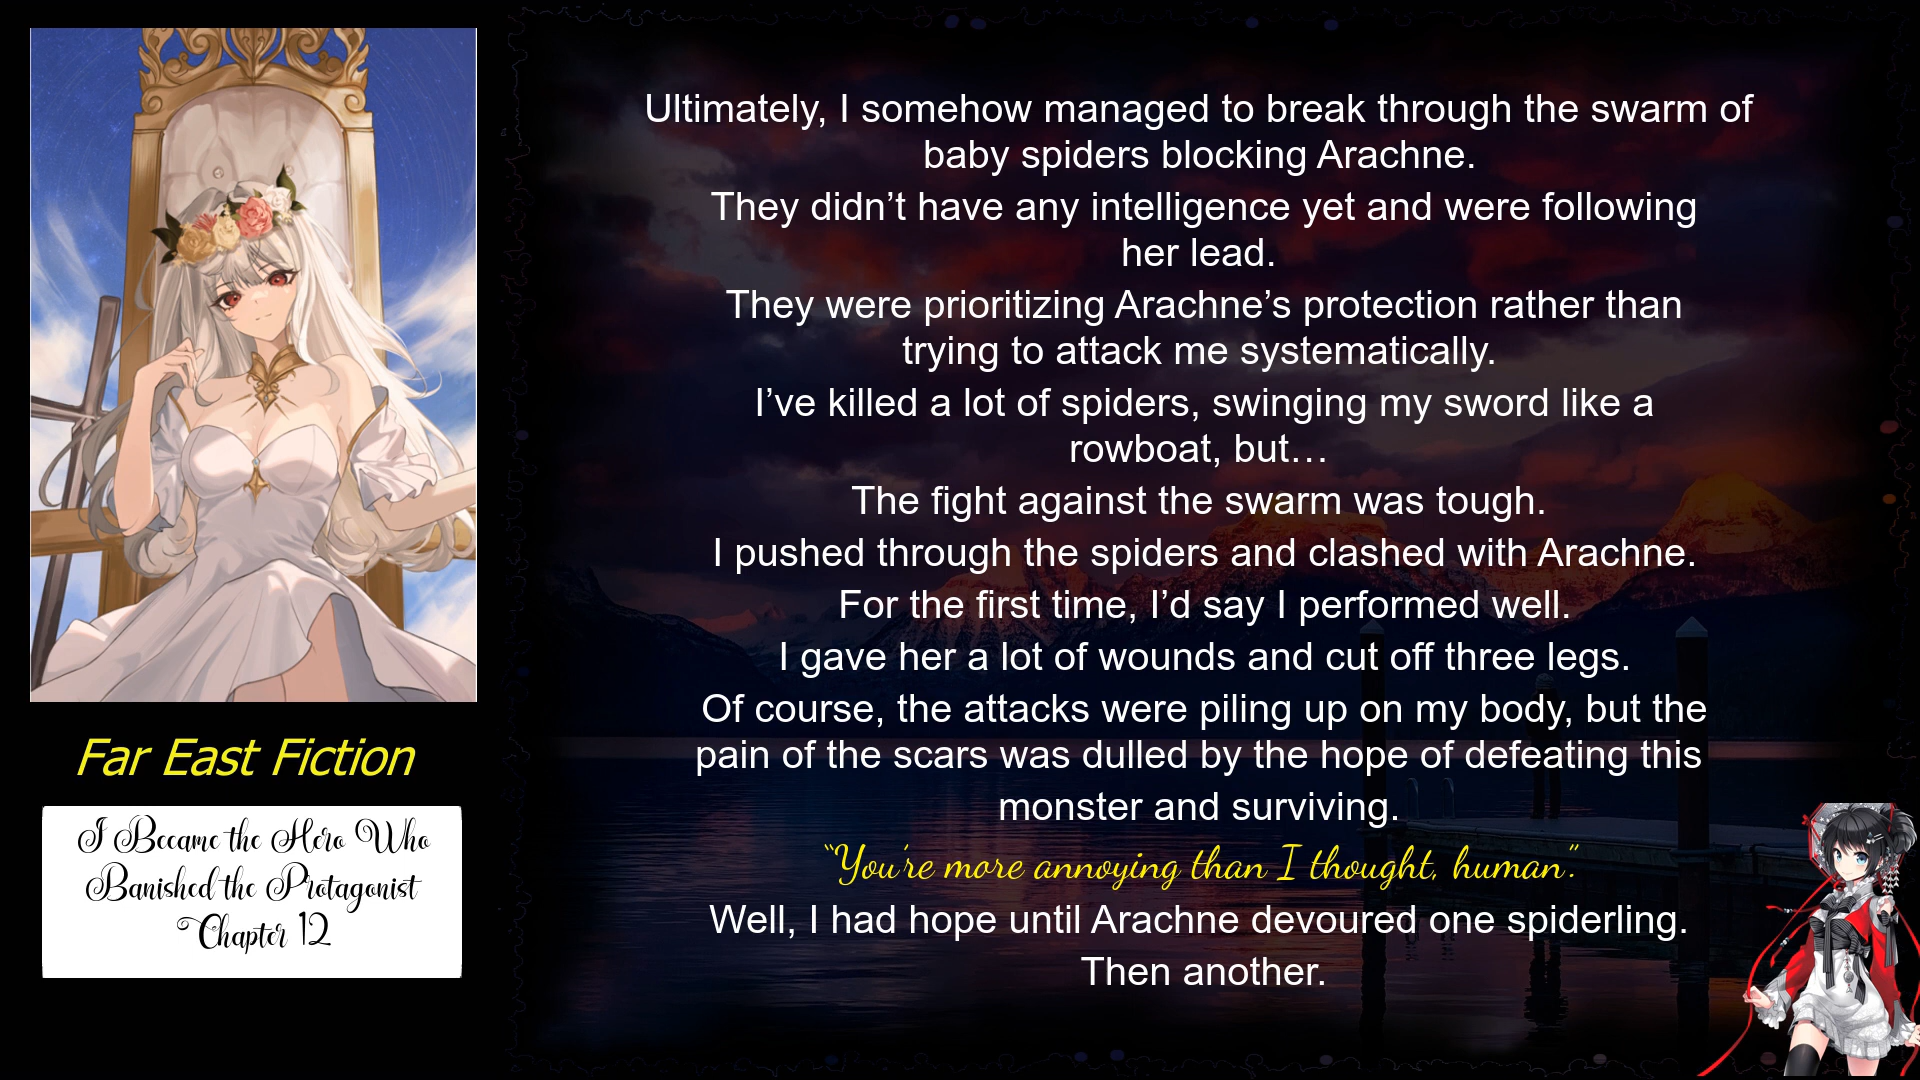 Far East Fiction
I Became the Hero Who
Banished the Protagonist
Chapter 12
Ultimately, I somehow managed to break through the swarm of
baby spiders blocking Arachne.
They didn’t have any intelligence yet and were following
her lead.
They were prioritizing Arachne’s protection rather than
trying to attack me systematically.
I’ve killed a lot of spiders, swinging my sword like a
rowboat, but…
The fight against the swarm was tough.
I pushed through the spiders and clashed with Arachne.
For the first time, I’d say I performed well.
I gave her a lot of wounds and cut off three legs.
Of course, the attacks were piling up on my body, but the
pain of the scars was dulled by the hope of defeating this
monster and surviving.
“You’re more annoying than I thought, human.”
Well, I had hope until Arachne devoured one spiderling.
Then another.